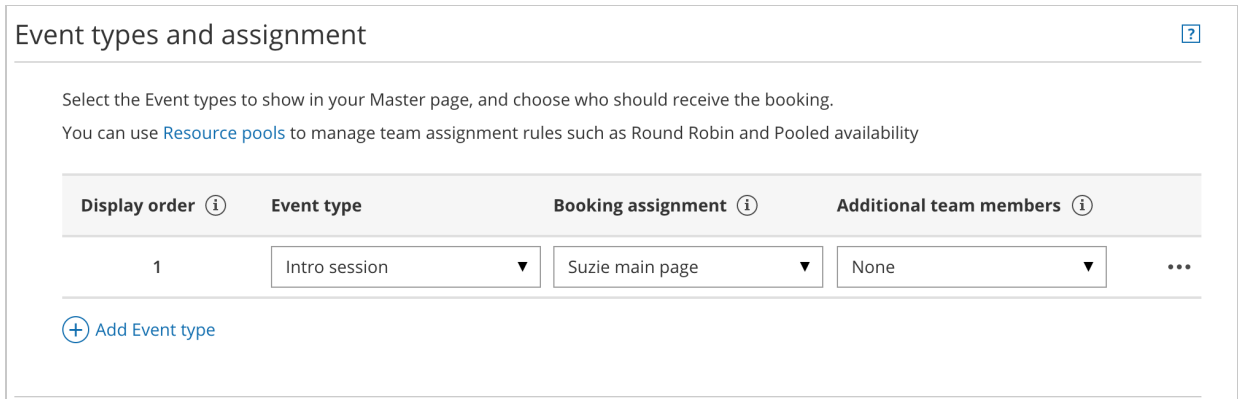 Event types and assignment ?
Select the Event types to show in your Master page, and choose who should receive the booking.
You can use Resource pools to manage team assignment rules such as Round Robin and Pooled availability
Display order i Event type Booking assignment i Additional team members i
1 Intro session Suzie main page None
Add Event type